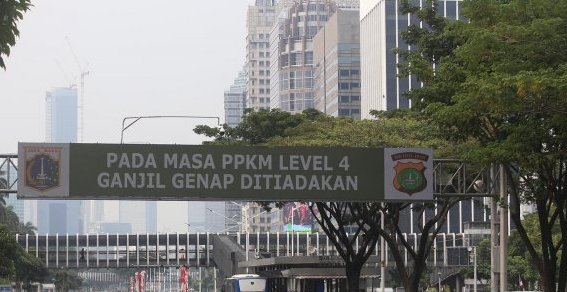 PADA MASA PPKM LEVEL 4
GANJIL GENAP DITIADAKAN